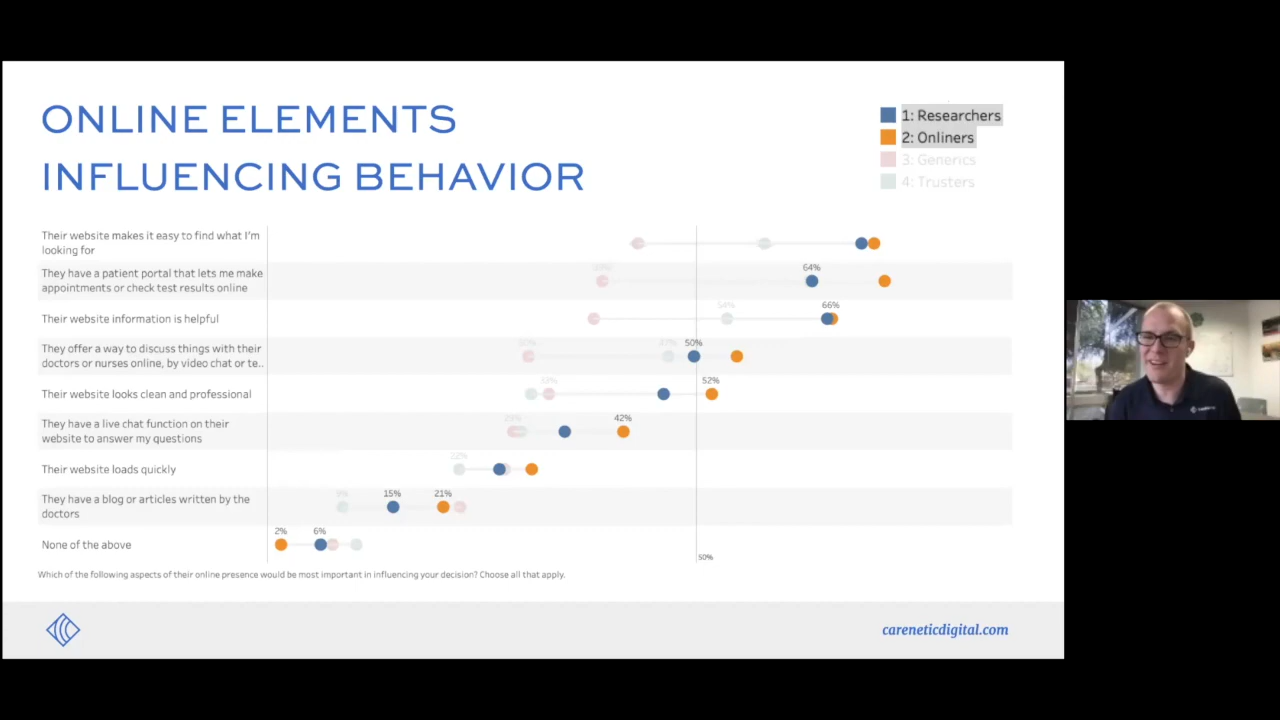 ONLINE ELEMENTS
INFLUENCING BEHAVIOR
1: Researchers
2: Onliners
3: Generics
4: Trusters
Their website makes it easy to find what I'm
looking for
They have a patient portal that lets me make
appointments or check test results online
64%
Their website information is helpful
54%
66%
They offer a way to discuss things with their
doctors or nurses online, by video chat or te..
50%
Their website looks clean and professional
33%
52%
They have a live chat function on their
website to answer my questions
29%
42%
Their website loads quickly
22%
They have a blog or articles written by the
doctors
9%
15%
21%
None of the above
2%
6%
50%
Which of the following aspects of their online presence would be most important in influencing your decision? Choose all that apply.
careneticdigital.com